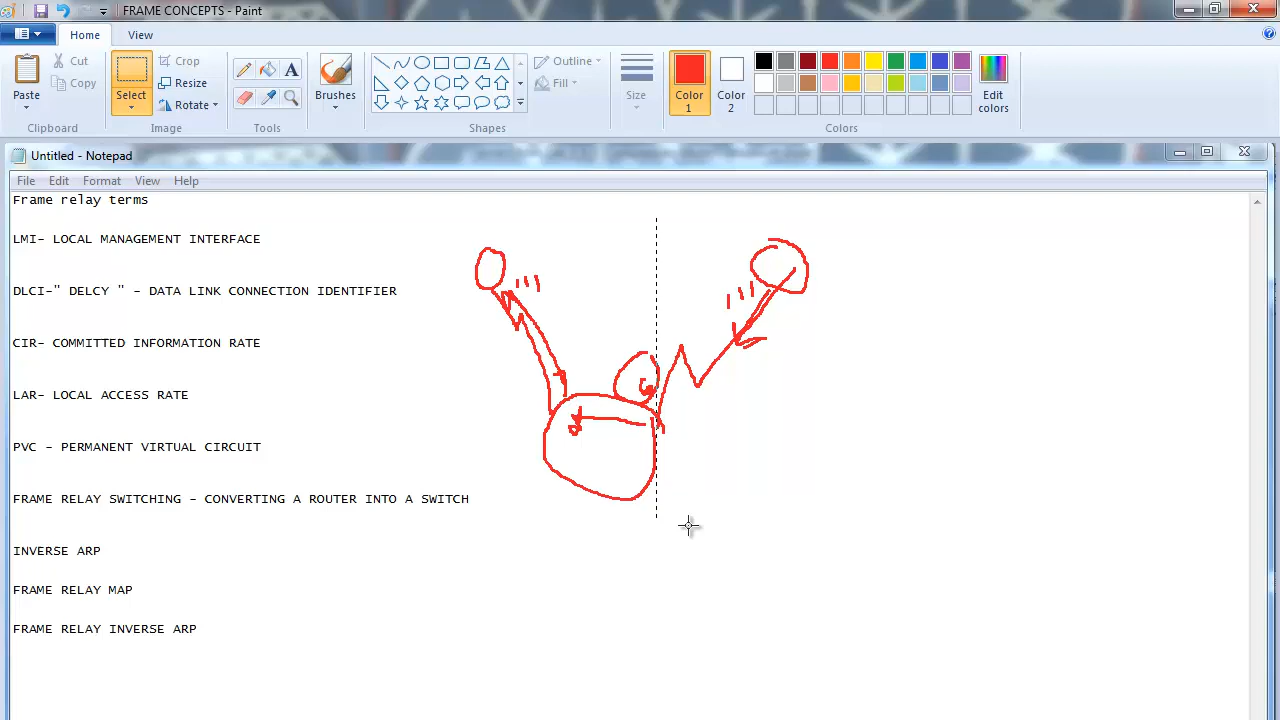 FRAME CONCEPTS - Paint
Home
View
Paste
Cut
Copy
Clipboard
Select
Crop
Resize
Rotate
Image
Tools
Brushes
Outline
Fill
Shapes
Size
Color 1
Color 2
Edit colors
Colors
Untitled - Notepad
File Edit Format View Help
Frame relay terms
LMI- LOCAL MANAGEMENT INTERFACE
DLCI-" DELCY " - DATA LINK CONNECTION IDENTIFIER
CIR- COMMITTED INFORMATION RATE
LAR- LOCAL ACCESS RATE
PVC - PERMANENT VIRTUAL CIRCUIT
FRAME RELAY SWITCHING - CONVERTING A ROUTER INTO A SWITCH
INVERSE ARP
FRAME RELAY MAP
FRAME RELAY INVERSE ARP